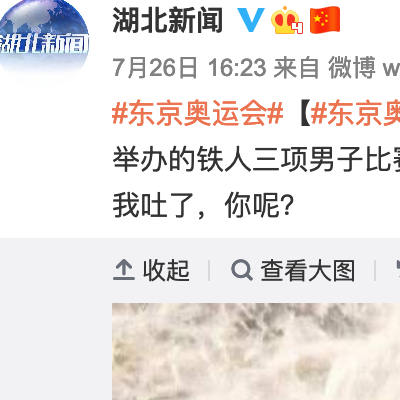 湖北新闻
湖北新闻
7月26日 16:23 来自 微博 w
#东京奥运会#【#东京奥
举办的铁人三项男子比赛
我吐了，你呢？
收起 查看大图